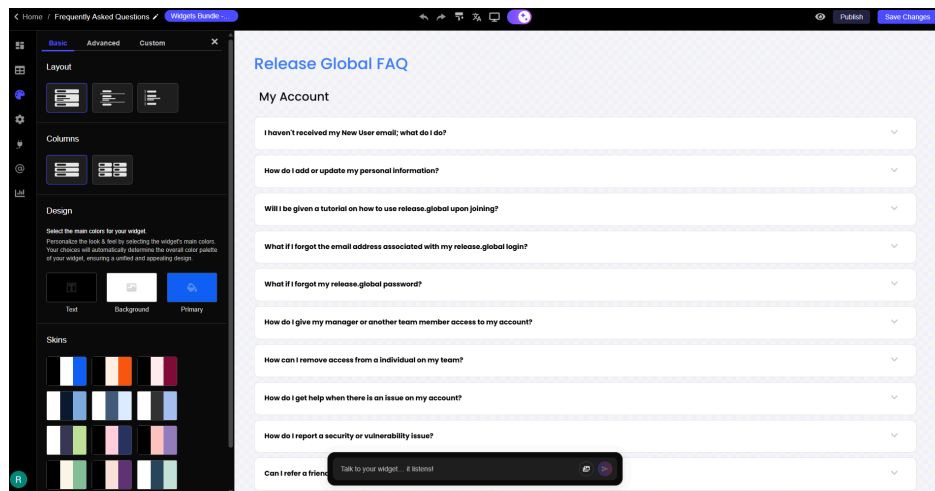 Home / Frequently Asked Questions Widgets Bundle -...
Publish Save Changes
Basic Advanced Custom
Layout
Columns
Design
Select the main colors for your widget.
Personalize the look & feel by selecting the widget's main colors.
Your choices will automatically determine the overall color palette
of your widget, ensuring a unified and appealing design.
Text Background Primary
Skins
R
Release Global FAQ
My Account
I haven't received my New User email; what do I do?
How do I add or update my personal information?
Will I be given a tutorial on how to use release.global upon joining?
What if I forgot the email address associated with my release.global login?
What if I forgot my release.global password?
How do I give my manager or another team member access to my account?
How can I remove access from a individual on my team?
How do I get help when there is an issue on my account?
How do I report a security or vulnerability issue?
Can I refer a friend
Talk to your widget... it listens!